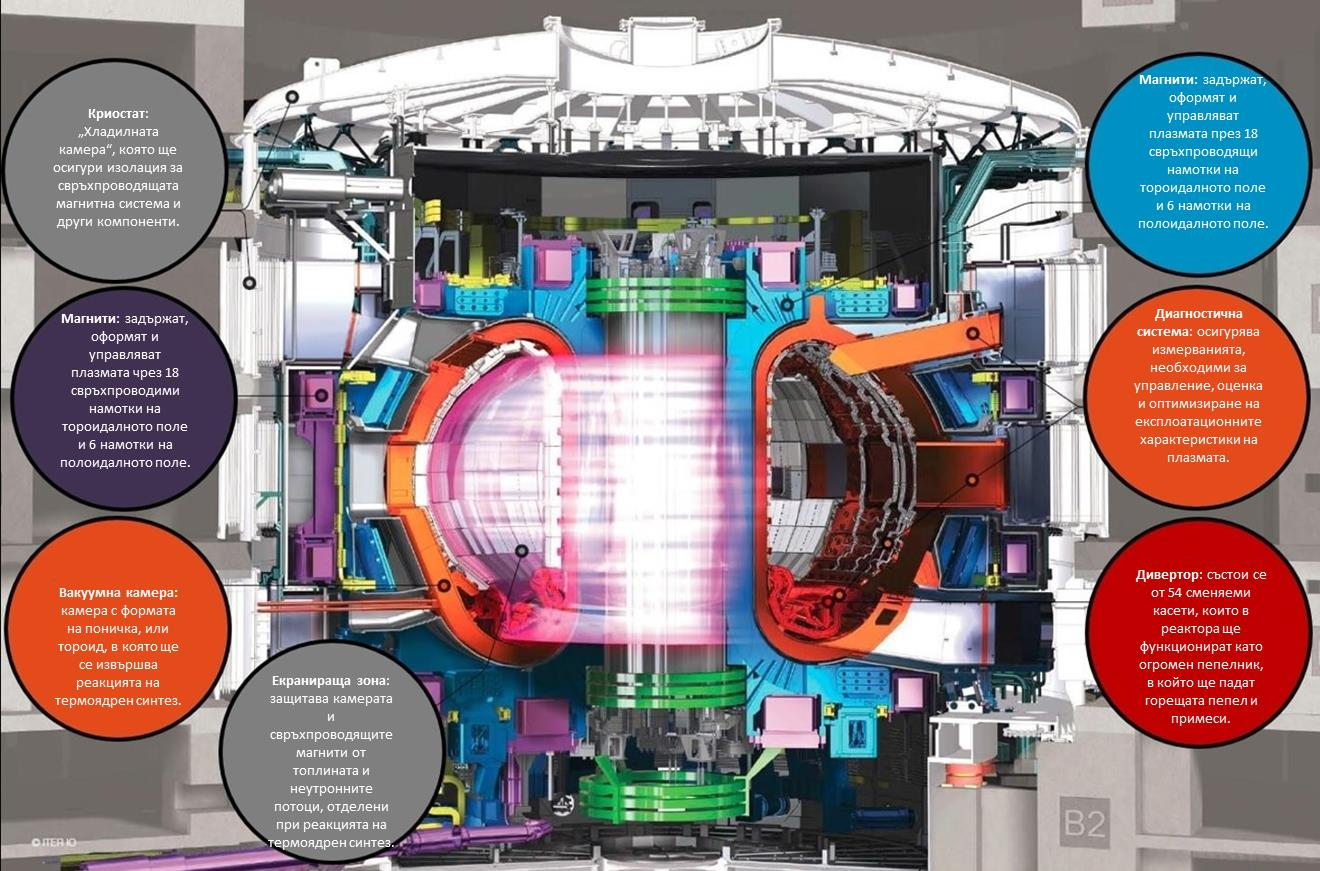 Криостат:
„Хладилната
камера“, която ще
осигури изолация за
свръхпроводящата
магнитна система и
други компоненти.
Магнити: задържат,
оформят и
управляват
плазмата чрез 18
свръхпроводими
намотки на
тороидалното поле
и 6 намотки на
полоидалното поле.
Вакуумна камера:
камера с формата
на поничка, или
тороид, в която ще
се извършва
реакцията на
термоядрен синтез.
Екранираща зона:
защитава камерата
и
свръхпроводящите
магнити от
топлината и
неутронните
потоци, отделени
при реакцията на
термоядрен синтез.
Магнити: задържат,
оформят и
управляват
плазмата през 18
свръхпроводящи
намотки на
тороидалното поле
и 6 намотки на
полоидалното поле.
Диагностична
система: осигурява
измерванията,
необходими за
управление, оценка
и оптимизиране на
експлоатационните
характеристики на
плазмата.
Дивертор: състои се
от 54 сменяеми
касети, които в
реактора ще
функционират като
огромен пепелник,
в който ще падат
горещата пепел и
примеси.
B2
© ITER IO